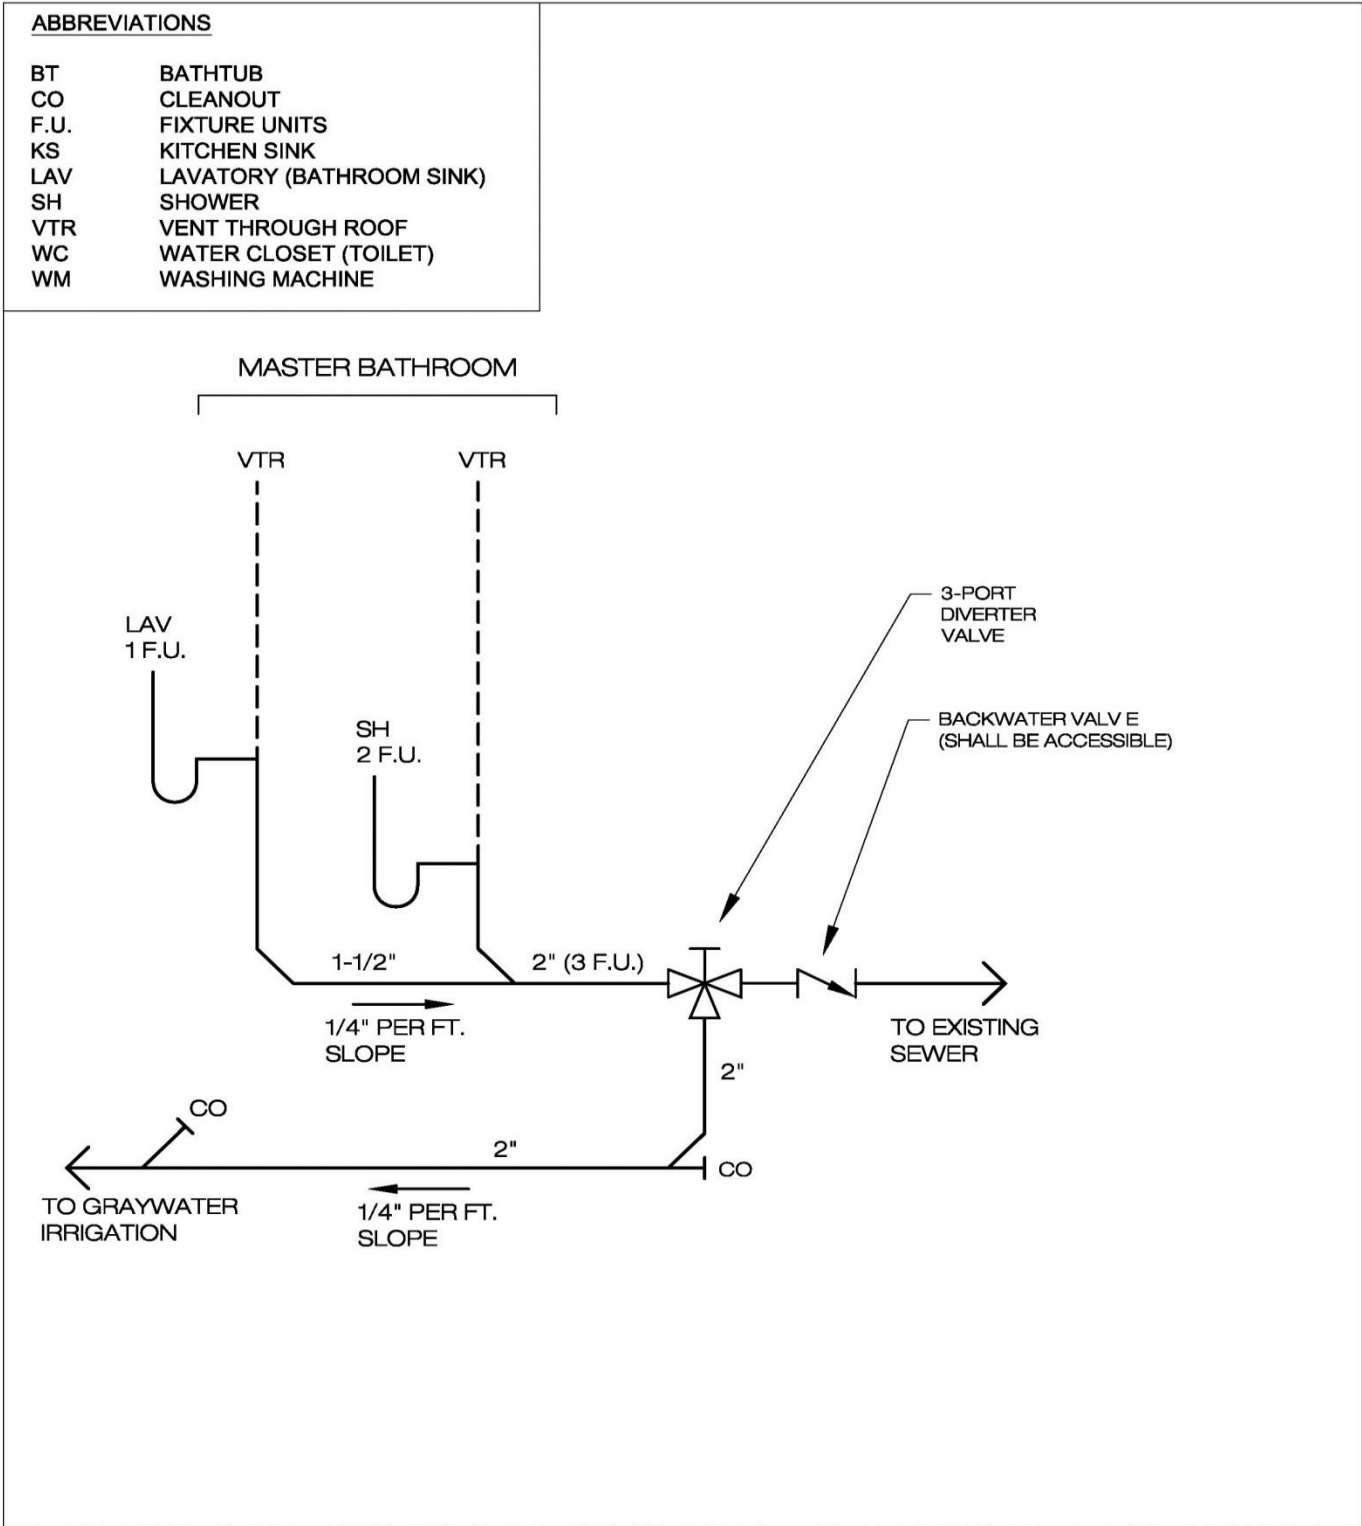 ABBREVIATIONS
BT BATHTUB
CO CLEANOUT
F.U. FIXTURE UNITS
KS KITCHEN SINK
LAV LAVATORY (BATHROOM SINK)
SH SHOWER
VTR VENT THROUGH ROOF
WC WATER CLOSET (TOILET)
WM WASHING MACHINE
MASTER BATHROOM
VTR
VTR
LAV
1 F.U.
SH
2 F.U.
3-PORT
DIVERTER
VALVE
BACKWATER VALV E
(SHALL BE ACCESSIBLE)
1-1/2"
2" (3 F.U.)
1/4" PER FT.
SLOPE
TO EXISTING
SEWER
2"
CO
2"
CO
TO GRAYWATER
IRRIGATION
1/4" PER FT.
SLOPE